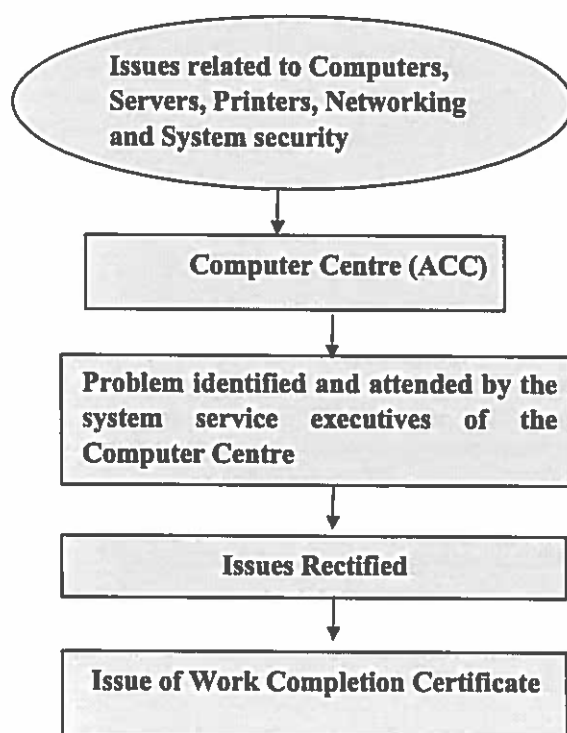 Issues related to Computers,
Servers, Printers, Networking
and System security
Computer Centre (ACC)
Problem identified and attended by the
system service executives of the
Computer Centre
Issues Rectified
Issue of Work Completion Certificate